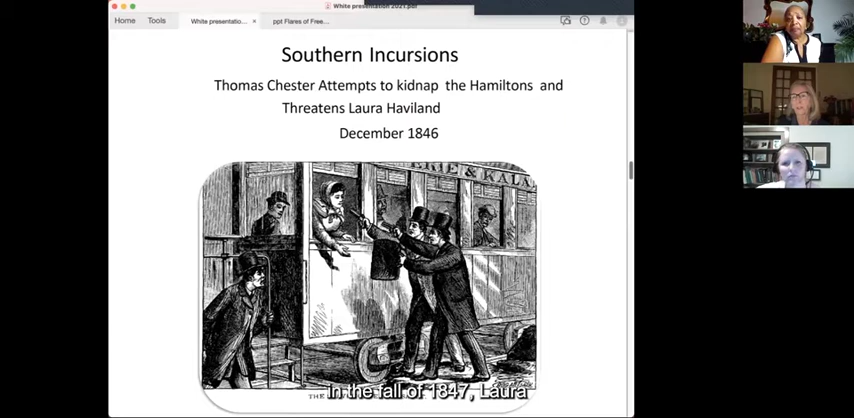 White presentation 2021.pdf
Home
Tools
White presentatio...
ppt Flares of Free...
Southern Incursions
Thomas Chester Attempts to kidnap the Hamiltons and
Threatens Laura Haviland
December 1846
ERIE & KALA
THE
in the fall of 1847, Laura